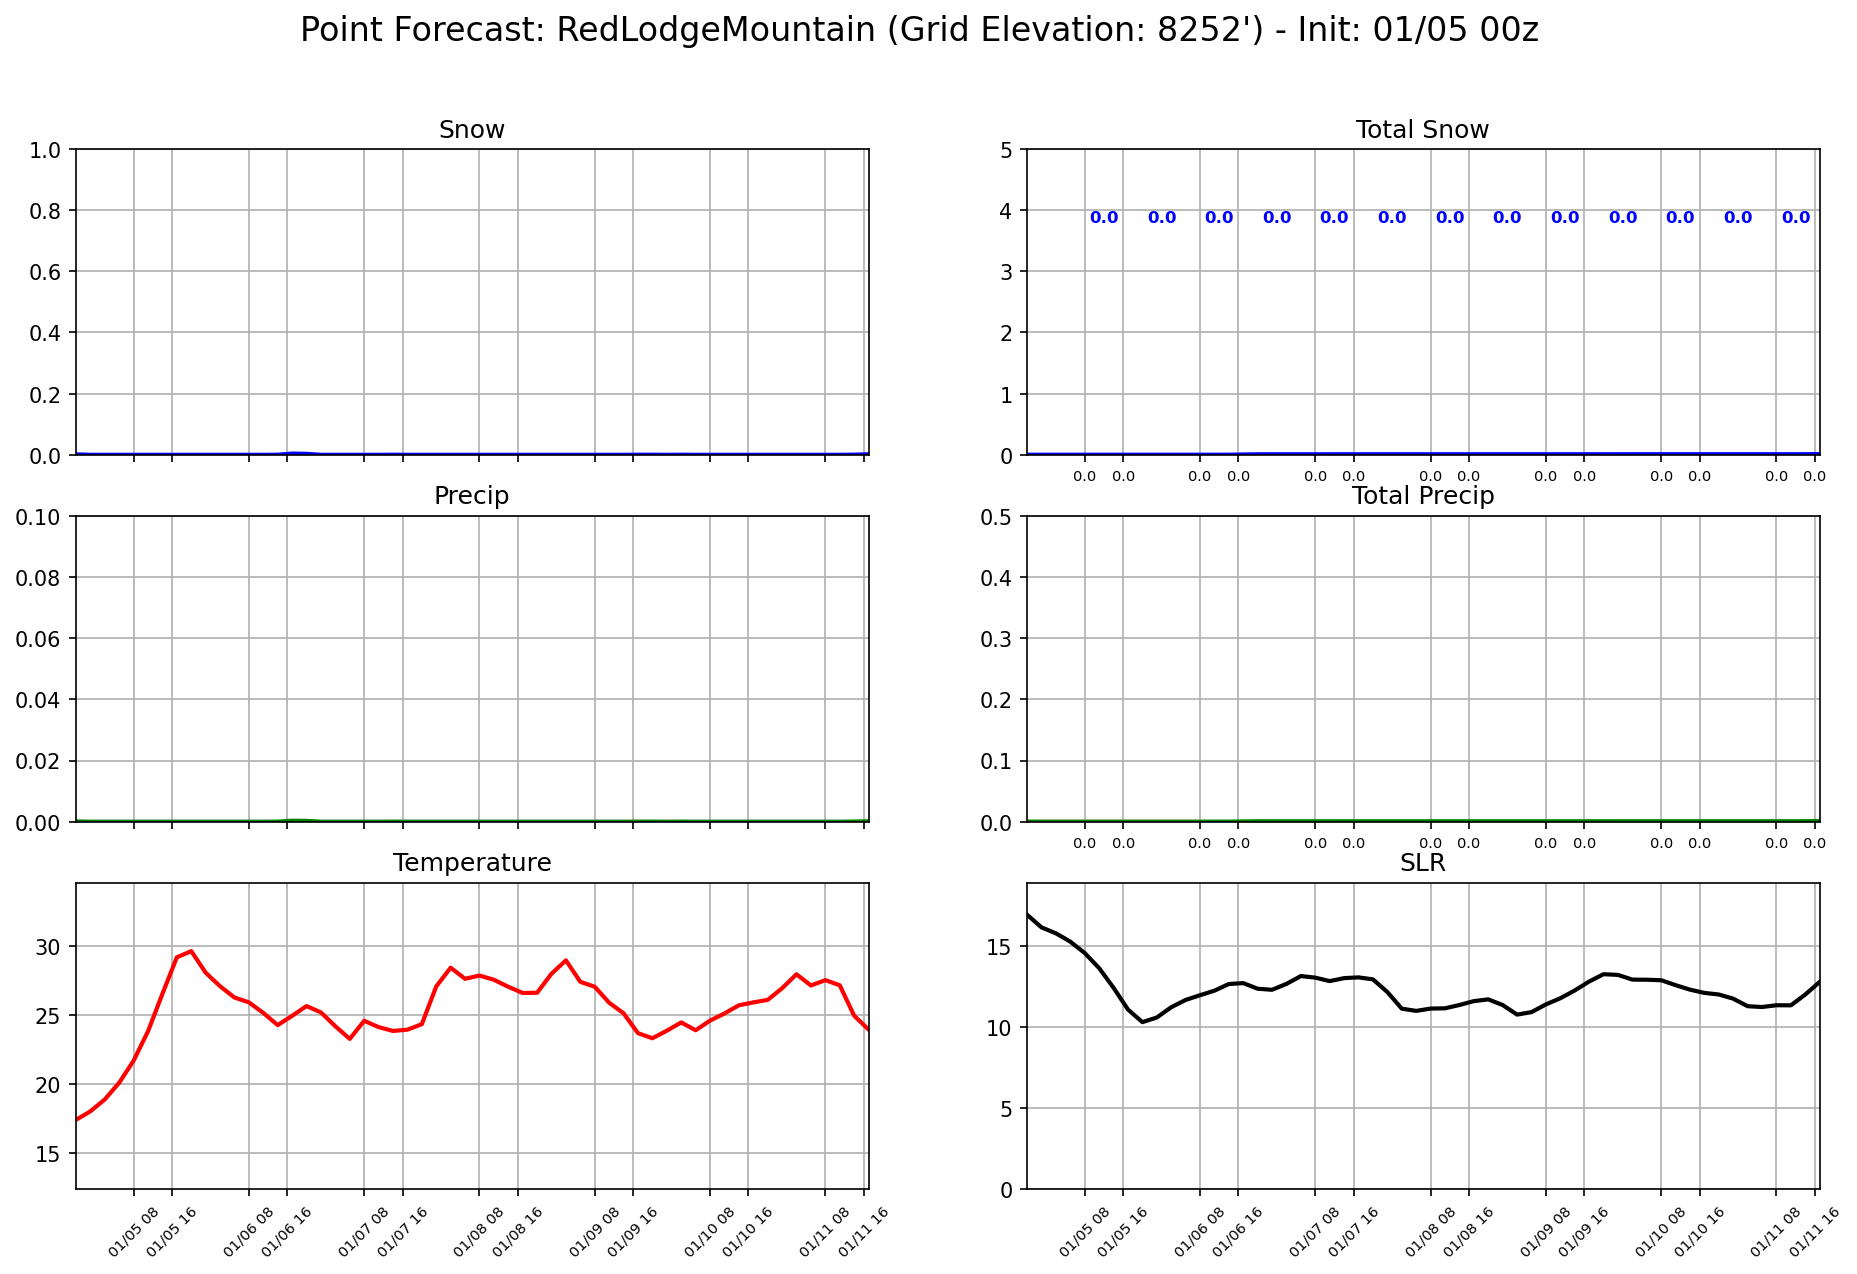 Point Forecast: RedLodgeMountain (Grid Elevation: 8252') - Init: 01/05 00z
Snow
1.0
0.8
0.6
0.4
0.2
0.0
Total Snow
5
4
3
2
1
0
0.0 0.0 0.0 0.0 0.0 0.0 0.0 0.0 0.0 0.0 0.0 0.0 0.0
0.0 0.0 0.0 0.0 0.0 0.0 0.0 0.0 0.0 0.0 0.0 0.0 0.0 0.0
Precip
0.10
0.08
0.06
0.04
0.02
0.00
Total Precip
0.5
0.4
0.3
0.2
0.1
0.0
0.0 0.0 0.0 0.0 0.0 0.0 0.0 0.0 0.0 0.0 0.0 0.0 0.0 0.0
Temperature
30
25
20
15
01/05 08 01/05 16 01/06 08 01/06 16 01/07 08 01/07 16 01/08 08 01/08 16 01/09 08 01/09 16 01/10 08 01/10 16 01/11 08 01/11 16
SLR
15
10
5
0
01/05 08 01/05 16 01/06 08 01/06 16 01/07 08 01/07 16 01/08 08 01/08 16 01/09 08 01/09 16 01/10 08 01/10 16 01/11 08 01/11 16